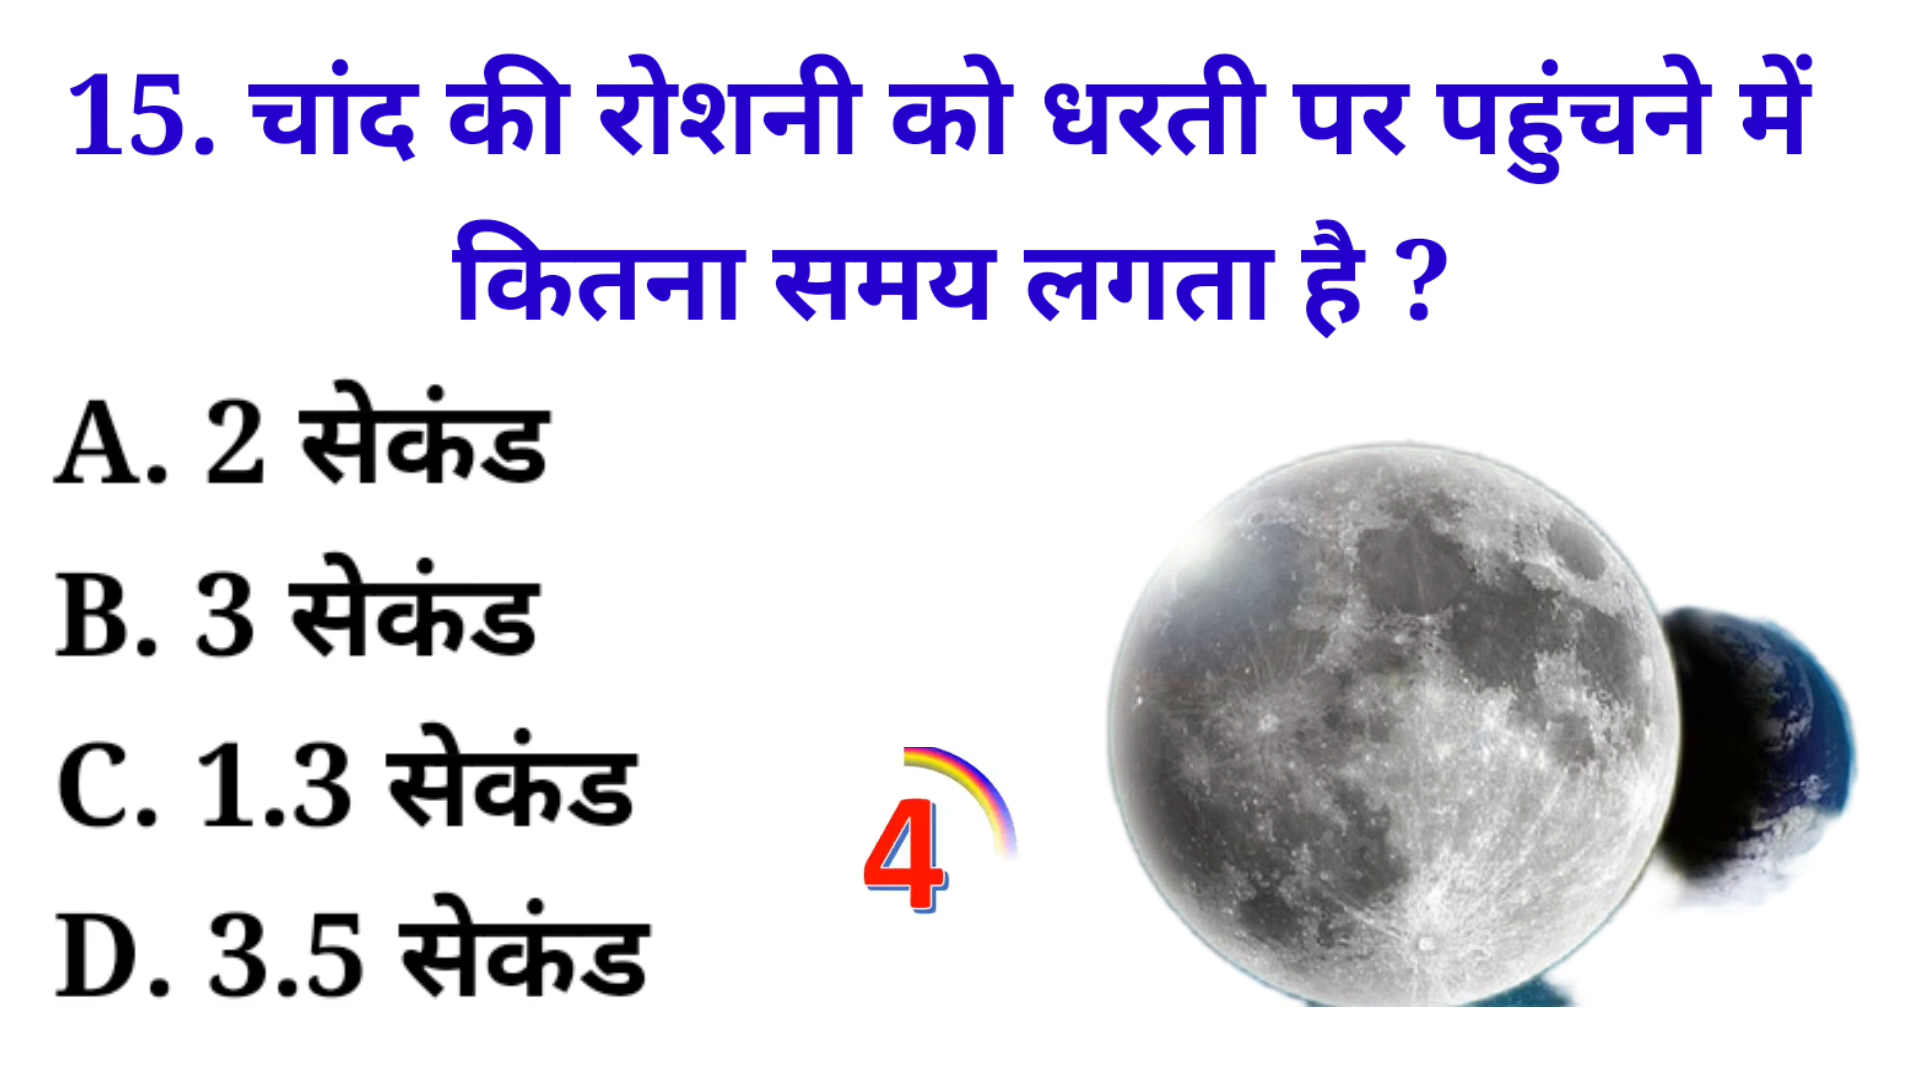 15. चांद की रोशनी को धरती पर पहुंचने में
कितना समय लगता है ?
A. 2 सेकंड
B. 3 सेकंड
C. 1.3 सेकंड
D. 3.5 सेकंड
4